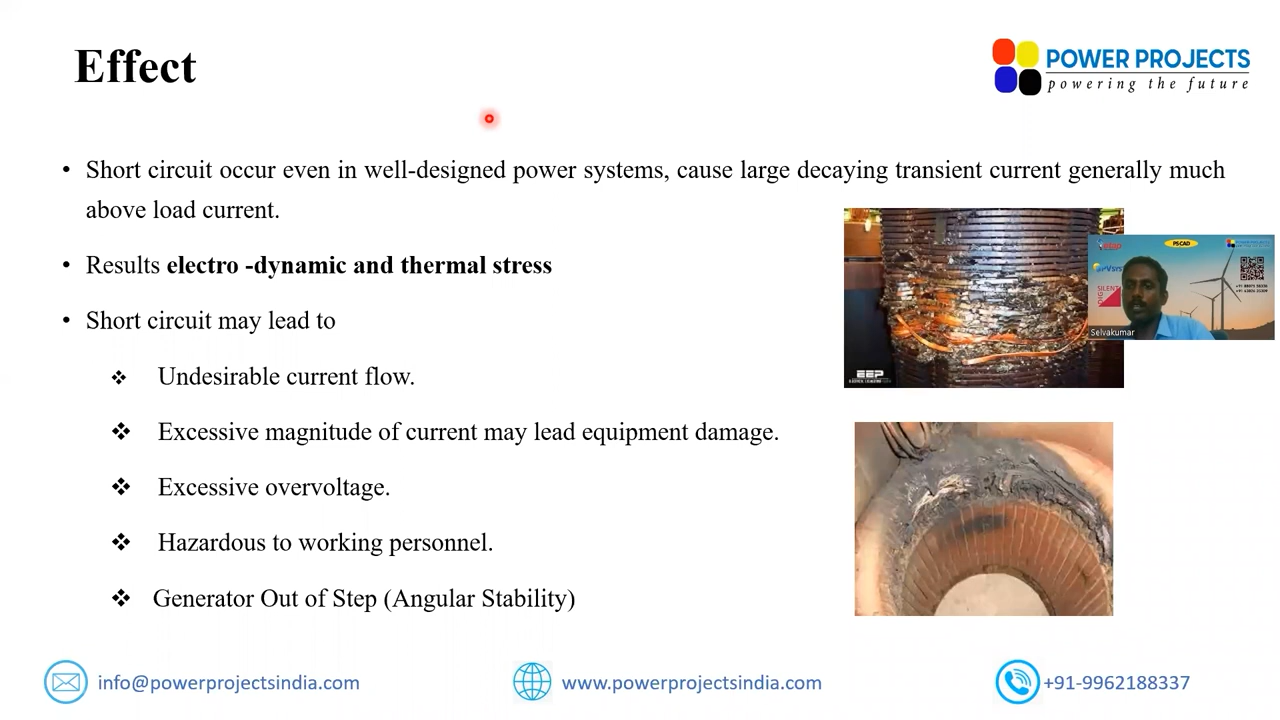 Effect
POWER PROJECTS
powering the future
• Short circuit occur even in well-designed power systems, cause large decaying transient current generally much
above load current.
• Results electro -dynamic and thermal stress
• Short circuit may lead to
❖ Undesirable current flow.
❖ Excessive magnitude of current may lead equipment damage.
❖ Excessive overvoltage.
❖ Hazardous to working personnel.
❖ Generator Out of Step (Angular Stability)
EEP
PSCAD
Selvakumar
info@powerprojectsindia.com
www.powerprojectsindia.com
+91-9962188337